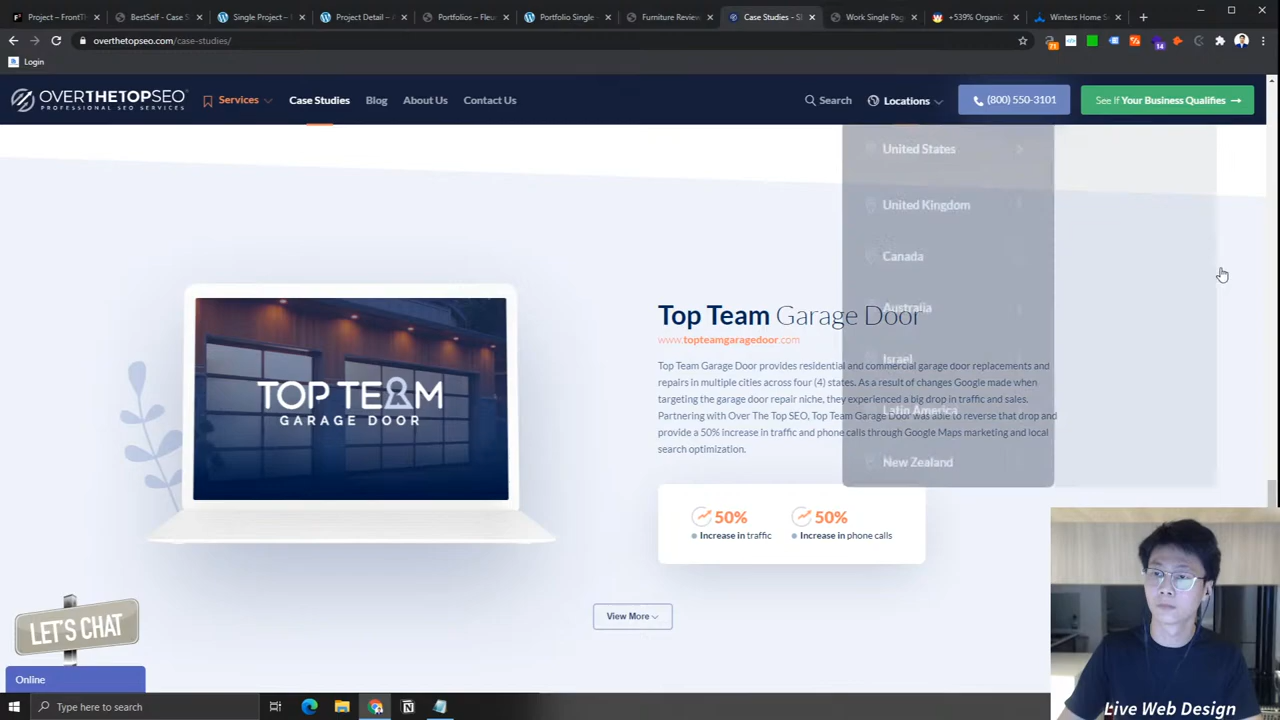 Project – FrontTh
BestSelf - Case S
Single Project – I
Project Detail – A
Portfolios – Fleur
Portfolio Single –
Furniture Review
Case Studies - SE
Work Single Page
+539% Organic
Winters Home S
overthetopseo.com/case-studies/
Login
OVERTHETOPSEO
PROFESSIONAL SEO SERVICES
Services
Case Studies
Blog
About Us
Contact Us
Search
Locations
(800) 550-3101
See If Your Business Qualifies →
United States
United Kingdom
Canada
Australia
Israel
Latin America
New Zealand
TOP TEAM
GARAGE DOOR
Top Team Garage Door
www.topteamgaragedoor.com
Top Team Garage Door provides residential and commercial garage door replacements and
repairs in multiple cities across four (4) states. As a result of changes Google made when
targeting the garage door repair niche, they experienced a big drop in traffic and sales.
Partnering with Over The Top SEO, Top Team Garage Door was able to reverse that drop and
provide a 50% increase in traffic and phone calls through Google Maps marketing and local
search optimization.
50%
Increase in traffic
50%
Increase in phone calls
View More
LET'S CHAT
Online
Type here to search
Live Web Design